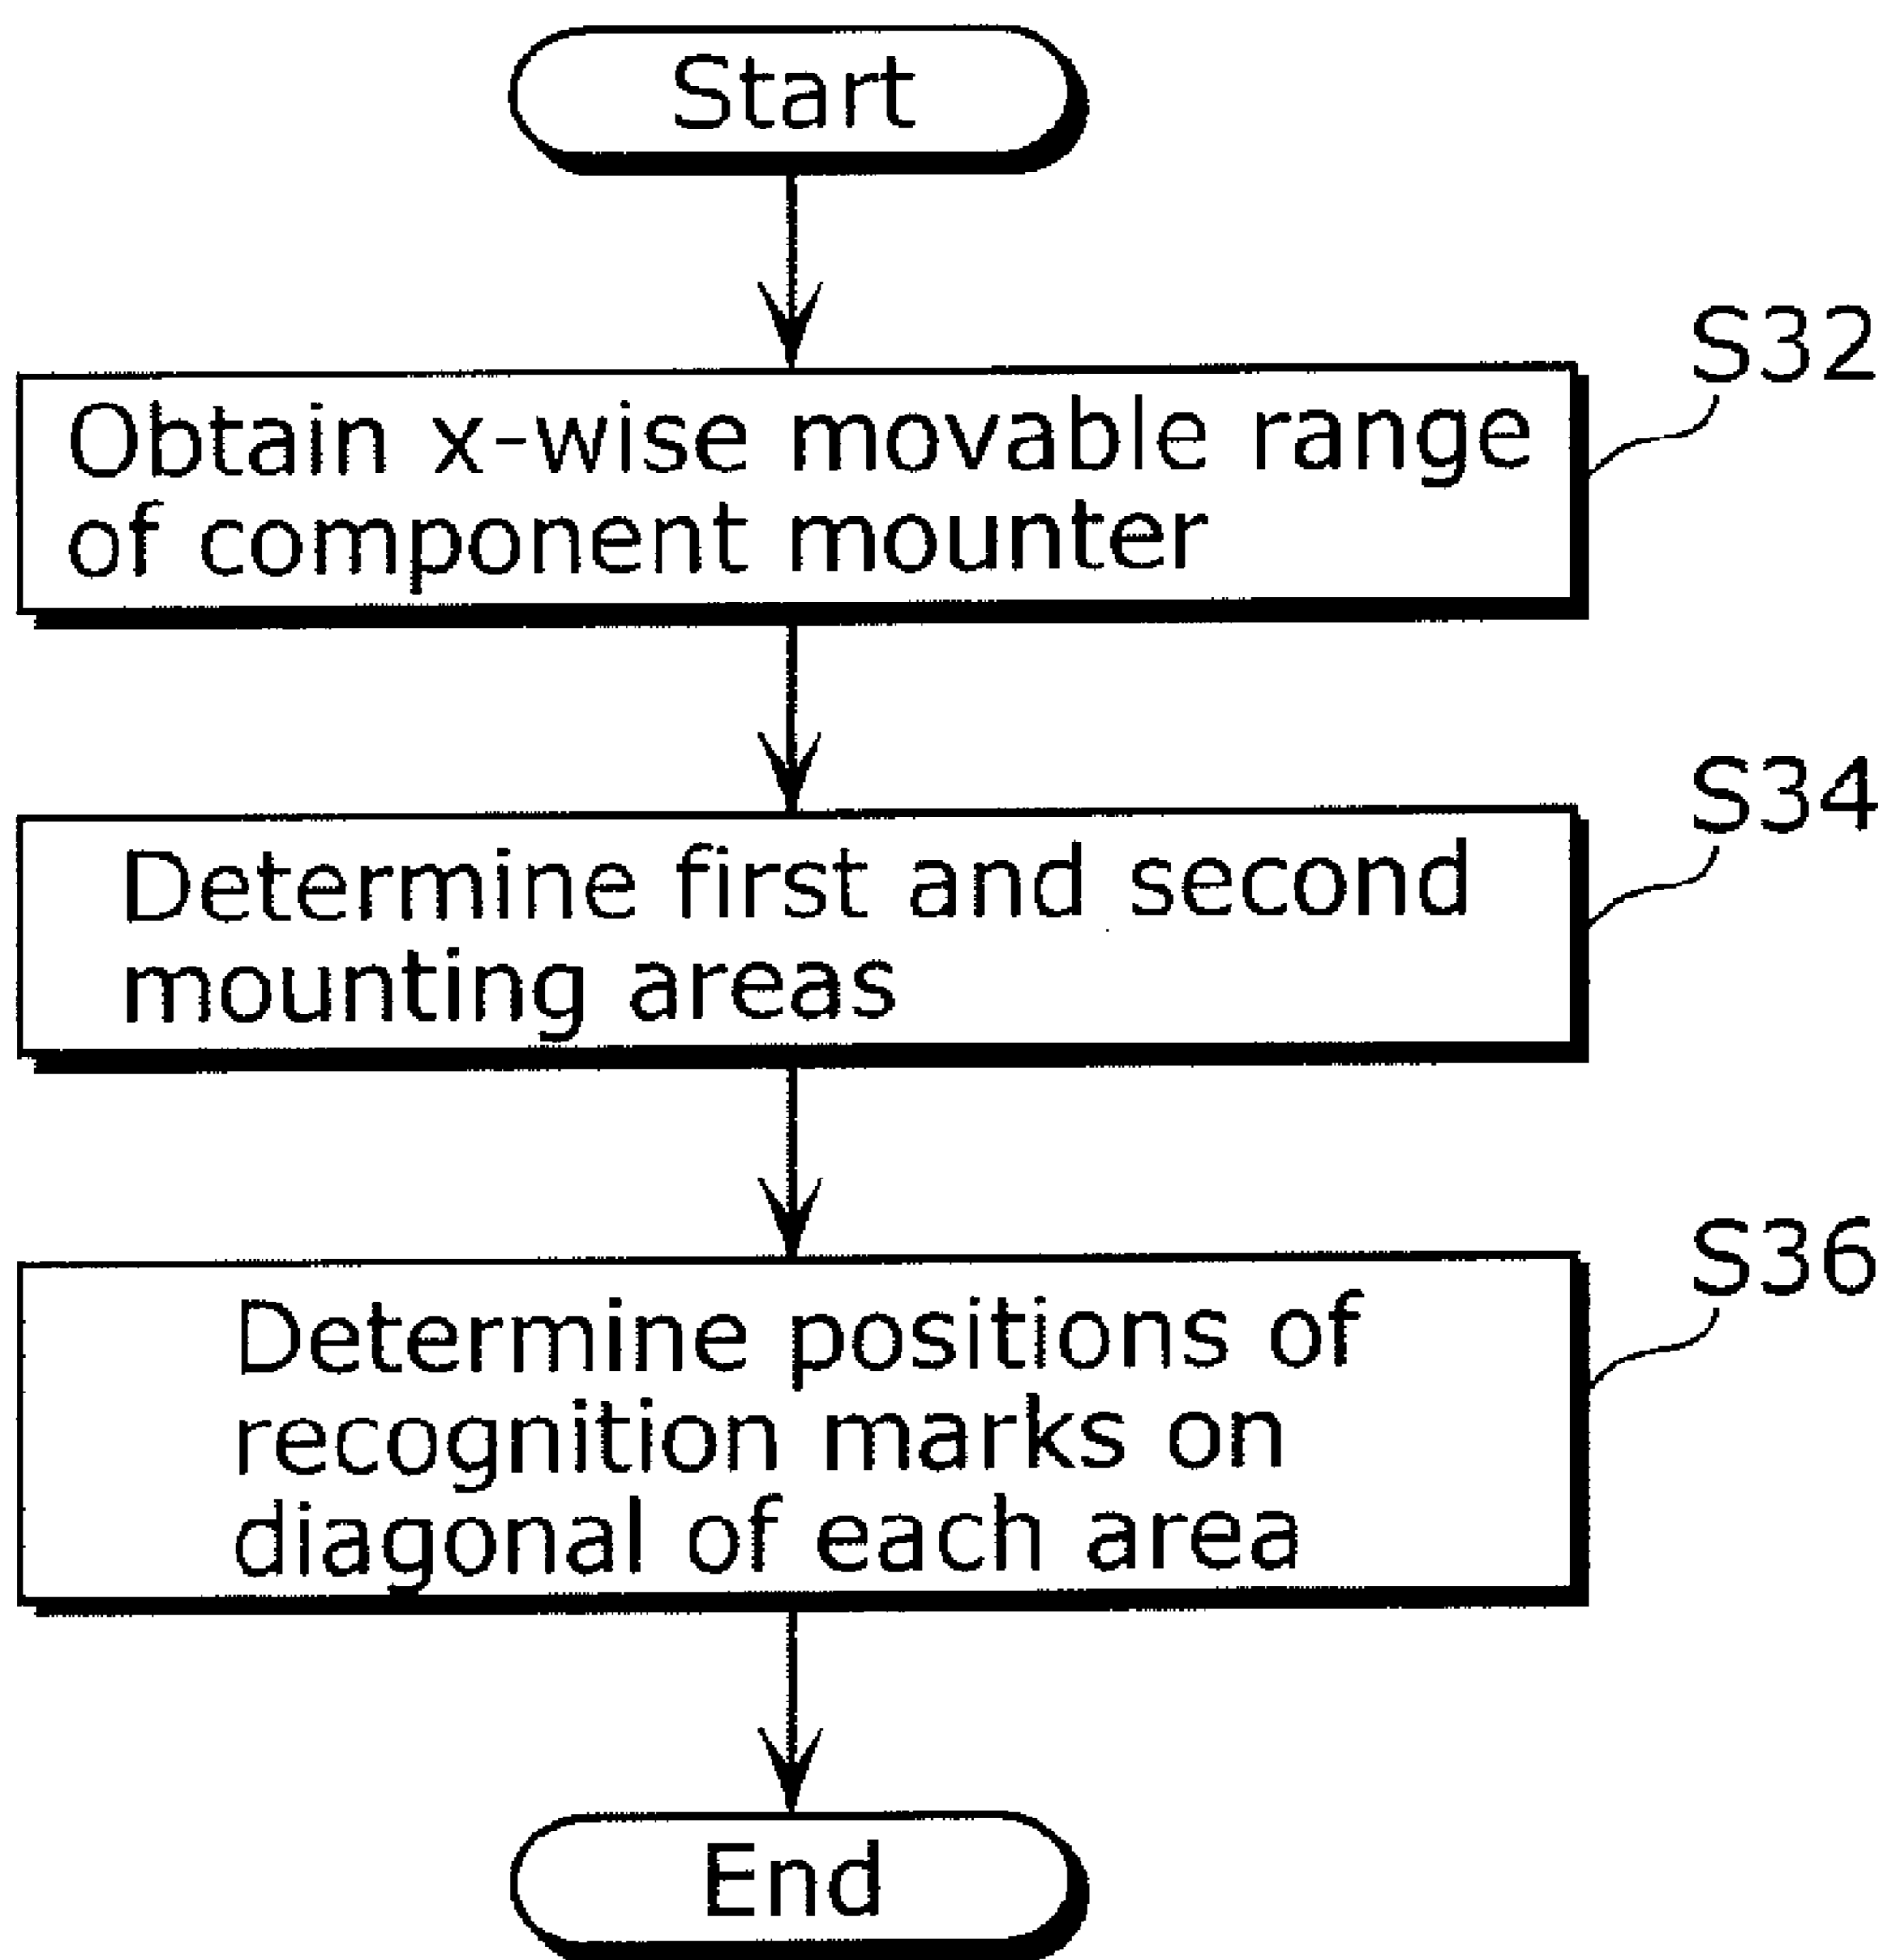 Start
S32
Obtain x-wise movable range
of component mounter
S34
Determine first and second
mounting areas
S36
Determine positions of
recognition marks on
diagonal of each area
End